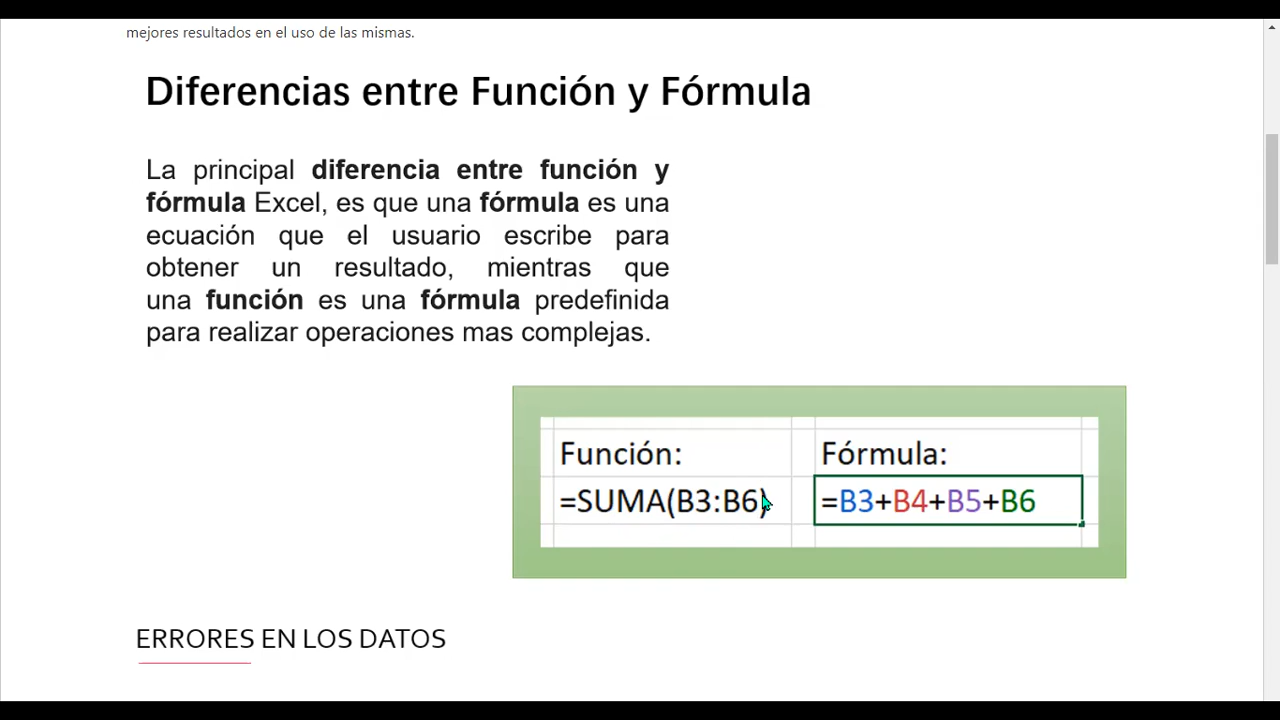 mejores resultados en el uso de las mismas.
Diferencias entre Función y Fórmula
La principal diferencia entre función y
fórmula Excel, es que una fórmula es una
ecuación que el usuario escribe para
obtener un resultado, mientras que
una función es una fórmula predefinida
para realizar operaciones mas complejas.
Función: Fórmula:
=SUMA(B3:B6) =B3+B4+B5+B6
ERRORES EN LOS DATOS